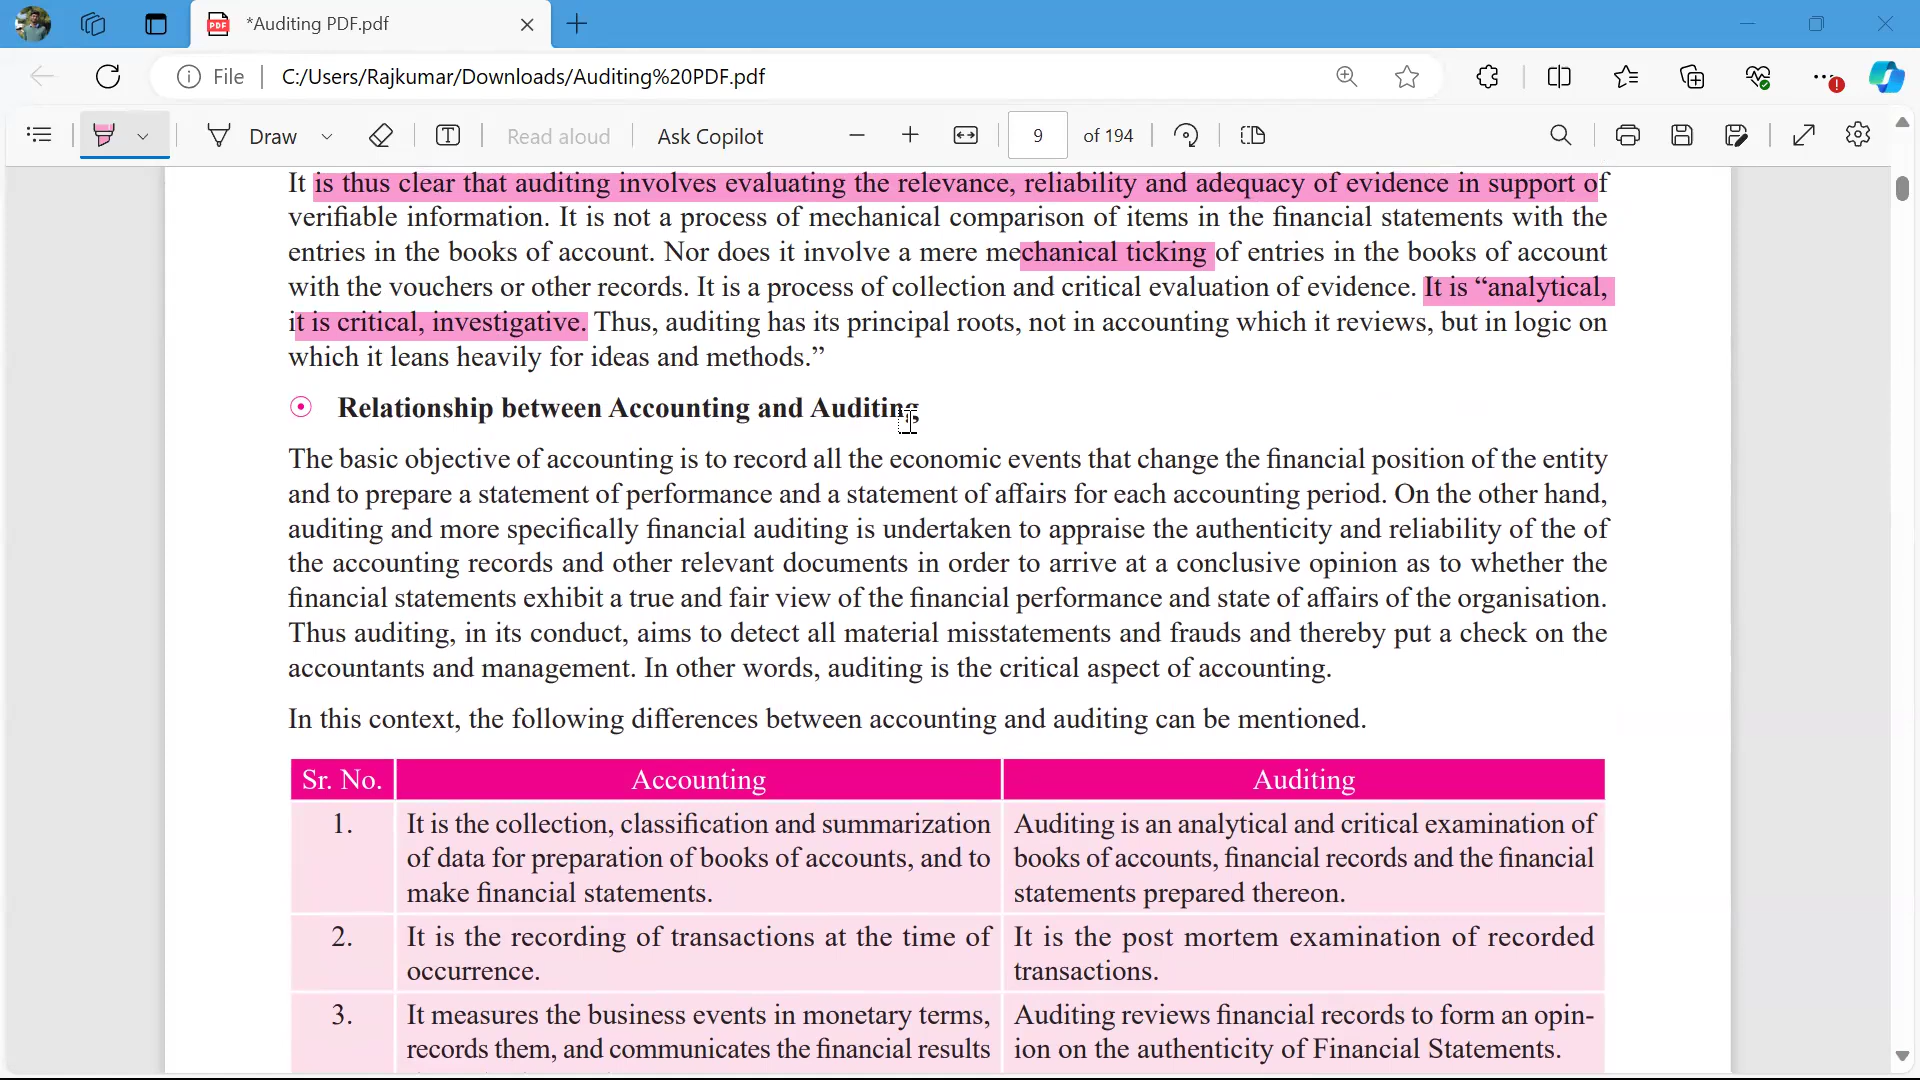 *Auditing PDF.pdf
File
C:/Users/Rajkumar/Downloads/Auditing%20PDF.pdf
Draw
Read aloud
Ask Copilot
9 of 194
It is thus clear that auditing involves evaluating the relevance, reliability and adequacy of evidence in support of
verifiable information. It is not a process of mechanical comparison of items in the financial statements with the
entries in the books of account. Nor does it involve a mere mechanical ticking of entries in the books of account
with the vouchers or other records. It is a process of collection and critical evaluation of evidence. It is “analytical,
it is critical, investigative. Thus, auditing has its principal roots, not in accounting which it reviews, but in logic on
which it leans heavily for ideas and methods.”
Relationship between Accounting and Auditing
The basic objective of accounting is to record all the economic events that change the financial position of the entity
and to prepare a statement of performance and a statement of affairs for each accounting period. On the other hand,
auditing and more specifically financial auditing is undertaken to appraise the authenticity and reliability of the of
the accounting records and other relevant documents in order to arrive at a conclusive opinion as to whether the
financial statements exhibit a true and fair view of the financial performance and state of affairs of the organisation.
Thus auditing, in its conduct, aims to detect all material misstatements and frauds and thereby put a check on the
accountants and management. In other words, auditing is the critical aspect of accounting.
In this context, the following differences between accounting and auditing can be mentioned.
Sr. No. Accounting Auditing
1. It is the collection, classification and summarization
of data for preparation of books of accounts, and to
make financial statements.
Auditing is an analytical and critical examination of
books of accounts, financial records and the financial
statements prepared thereon.
2. It is the recording of transactions at the time of
occurrence.
It is the post mortem examination of recorded
transactions.
3. It measures the business events in monetary terms,
records them, and communicates the financial results
Auditing reviews financial records to form an opin-
ion on the authenticity of Financial Statements.